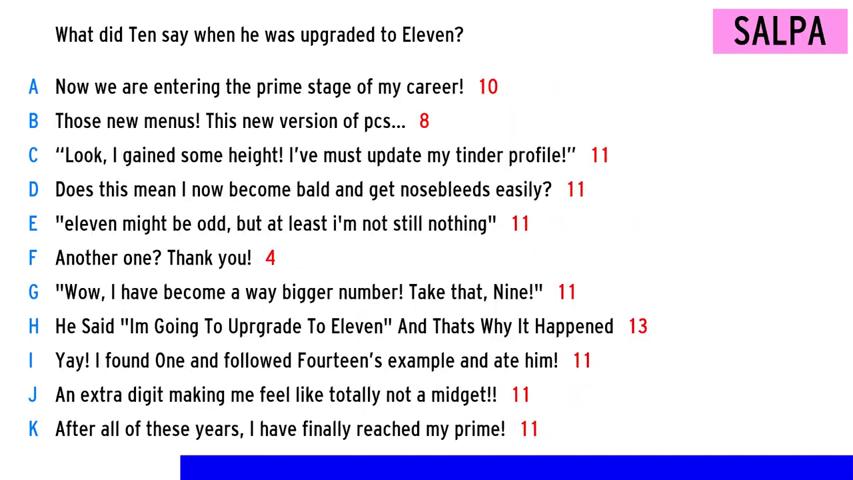 What did Ten say when he was upgraded to Eleven?
SALPA
A Now we are entering the prime stage of my career! 10
B Those new menus! This new version of pcs... 8
C “Look, I gained some height! I’ve must update my tinder profile!” 11
D Does this mean I now become bald and get nosebleeds easily? 11
E "eleven might be odd, but at least i'm not still nothing" 11
F Another one? Thank you! 4
G "Wow, I have become a way bigger number! Take that, Nine!" 11
H He Said "Im Going To Uprgrade To Eleven" And Thats Why It Happened 13
I Yay! I found One and followed Fourteen’s example and ate him! 11
J An extra digit making me feel like totally not a midget!! 11
K After all of these years, I have finally reached my prime! 11